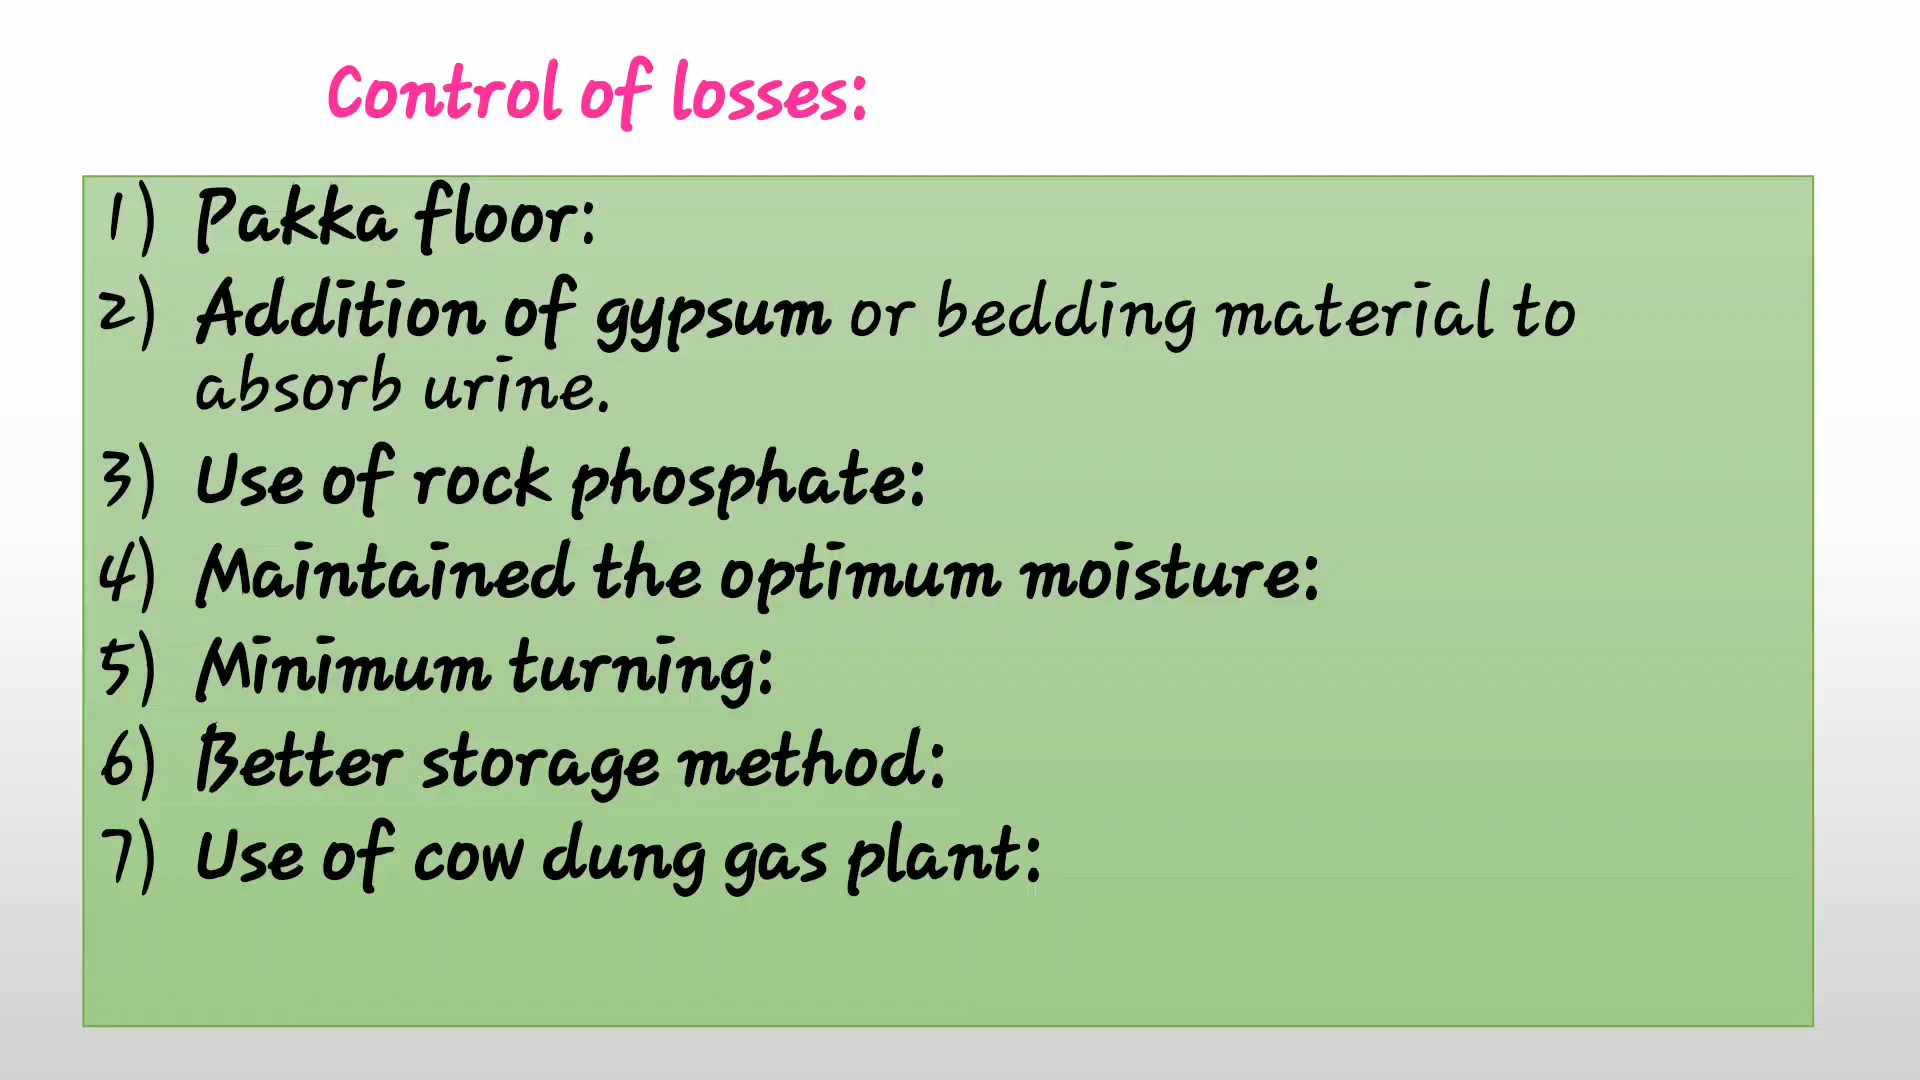 Control of losses:
1) Pakka floor:
2) Addition of gypsum or bedding material to
absorb urine.
3) Use of rock phosphate:
4) Maintained the optimum moisture:
5) Minimum turning:
6) Better storage method:
7) Use of cow dung gas plant: